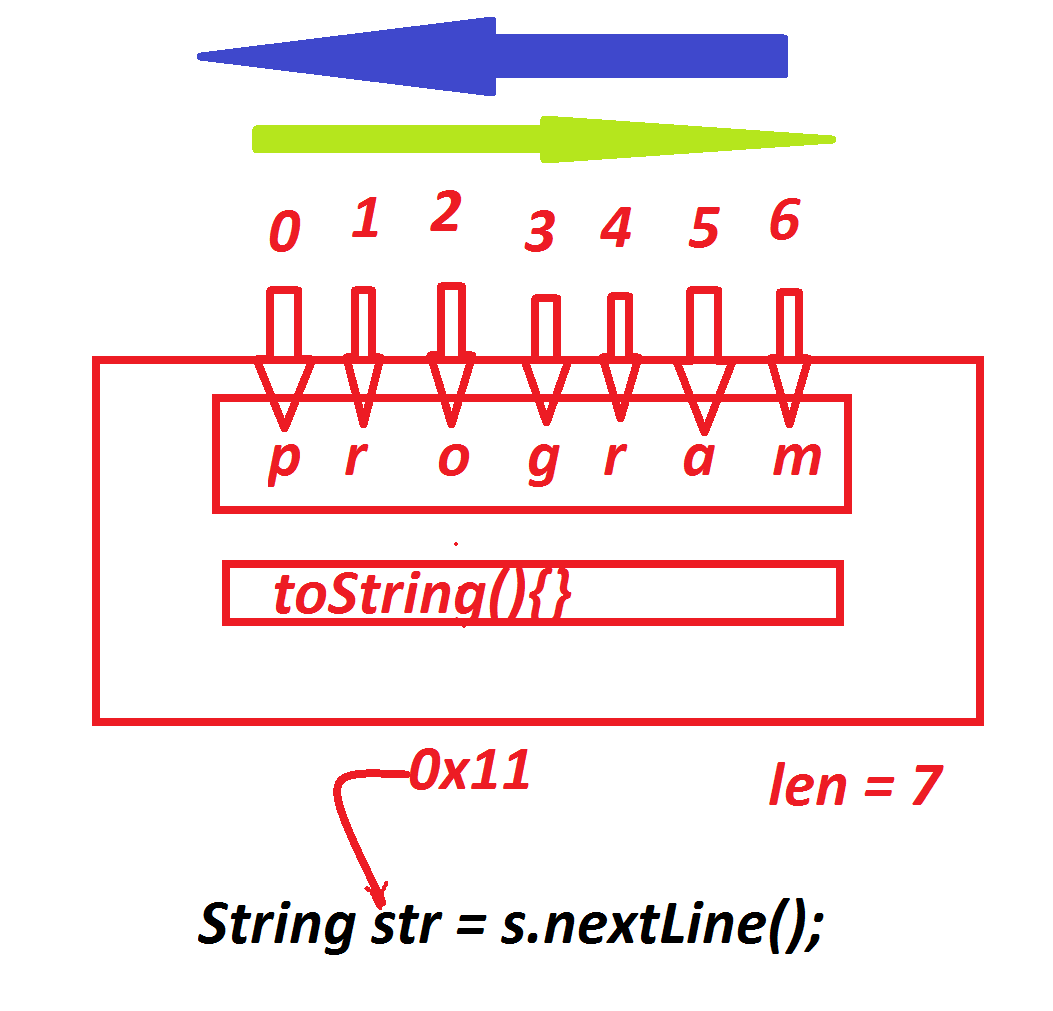 0 1 2 3 4 5 6
p r o g r a m
toString(){}
0x11
len = 7
String str = s.nextLine();